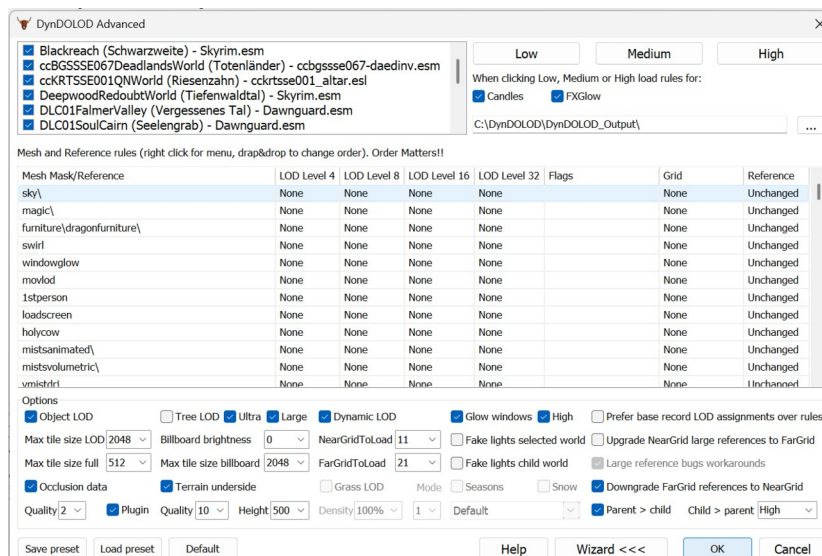 DynDOLOD Advanced
Blackreach (Schwarzweite) - Skyrim.esm
ccBGSSSE067DeadlandsWorld (Totenländer) - ccbgssse067-daedinv.esm
ccKRTSSE001QNWorld (Riesenzahn) - cckrtsse001_altar.esl
DeepwoodRedoubtWorld (Tiefenwaldtal) - Skyrim.esm
DLC01FalmerValley (Vergessenes Tal) - Dawnguard.esm
DLC01SoulCairn (Seelengrab) - Dawnguard.esm
Low Medium High
When clicking Low, Medium or High load rules for:
Candles FXGlow
C:\DynDOLOD\DynDOLOD_Output\ ...
Mesh and Reference rules (right click for menu, drap&drop to change order). Order Matters!!
Mesh Mask/Reference LOD Level 4 LOD Level 8 LOD Level 16 LOD Level 32 Flags Grid Reference
sky\ None None None None None Unchanged
magic\ None None None None None Unchanged
furniture\dragonfurniture\ None None None None None Unchanged
swirl None None None None None Unchanged
windowglow None None None None None Unchanged
movlod None None None None None Unchanged
1stperson None None None None None Unchanged
loadscreen None None None None None Unchanged
holycow None None None None None Unchanged
mistsanimated\ None None None None None Unchanged
mistsvolumetric\ None None None None None Unchanged
vmistdrl None None None None None Unchanged
Options
Object LOD Tree LOD Ultra Large Dynamic LOD Glow windows High Prefer base record LOD assignments over rules
Max tile size LOD 2048 Billboard brightness 0 NearGridToLoad 11 Fake lights selected world Upgrade NearGrid large references to FarGrid
Max tile size full 512 Max tile size billboard 2048 FarGridToLoad 21 Fake lights child world Large reference bugs workarounds
Occlusion data Terrain underside Grass LOD Mode Seasons Snow Downgrade FarGrid references to NearGrid
Quality 2 Plugin Quality 10 Height 500 Density 100% 1 Default Parent > child Child > parent High
Save preset Load preset Default Help Wizard <<< OK Cancel